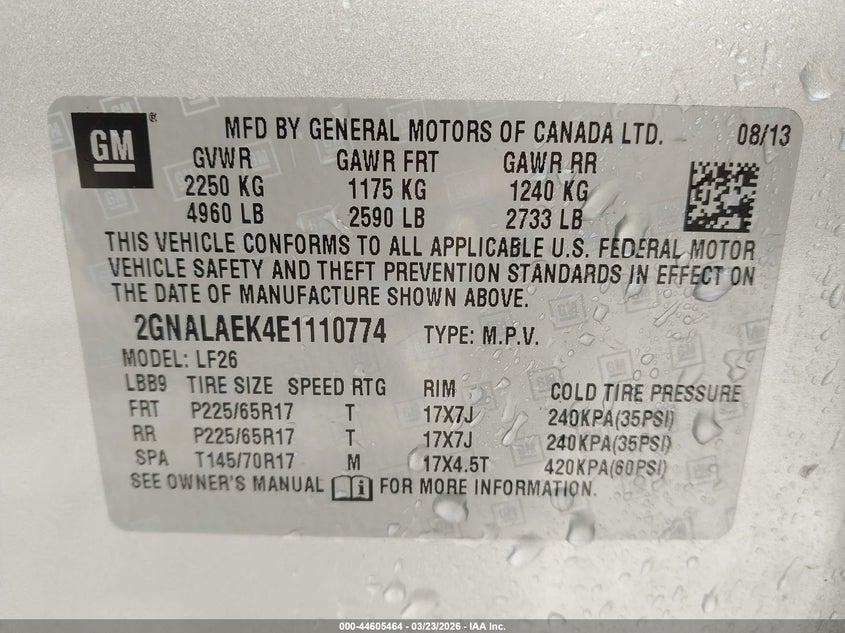 GM ®
MFD BY GENERAL MOTORS OF CANADA LTD. 08/13
GVWR GAWR FRT GAWR RR
2250 KG 1175 KG 1240 KG
4960 LB 2590 LB 2733 LB
THIS VEHICLE CONFORMS TO ALL APPLICABLE U.S. FEDERAL MOTOR
VEHICLE SAFETY AND THEFT PREVENTION STANDARDS IN EFFECT ON
THE DATE OF MANUFACTURE SHOWN ABOVE.
2GNALAEK4E1110774 TYPE: M.P.V.
MODEL: LF26
LBB9 TIRE SIZE SPEED RTG RIM COLD TIRE PRESSURE
FRT P225/65R17 T 17X7J 240KPA(35PSI)
RR P225/65R17 T 17X7J 240KPA(35PSI)
SPA T145/70R17 M 17X4.5T 420KPA(60PSI)
SEE OWNER'S MANUAL i FOR MORE INFORMATION.
000-44605464 - 03/23/2026 - IAA Inc.